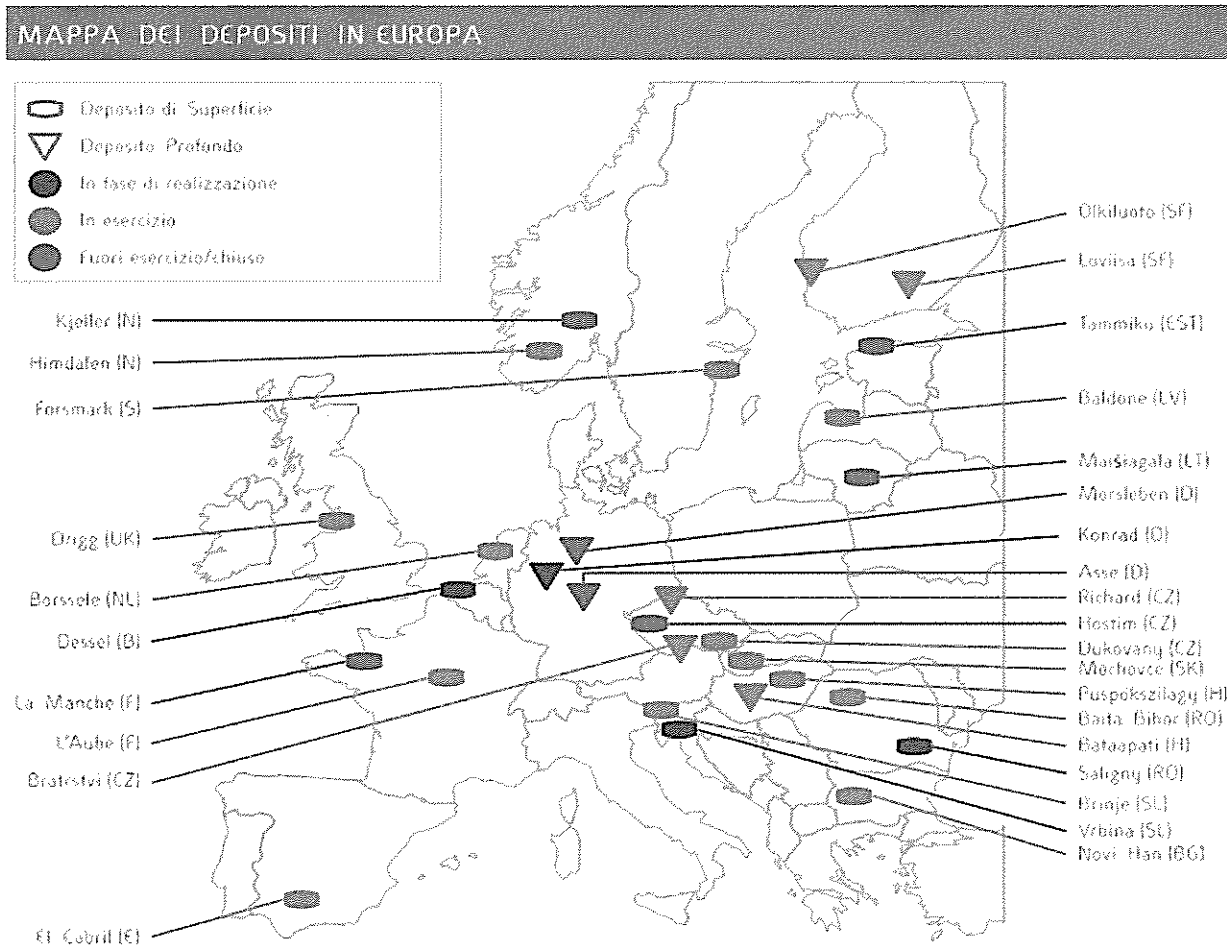 MAPPA DEI DEPOSITI IN EUROPA
Deposito di Superficie
Deposito Profondo
In fase di realizzazione
In esercizio
Fuori esercizio/chiuso
Kjeller (N)
Himdalen (N)
Forsmark (S)
Drigg (UK)
Borssele (NL)
Dessel (B)
La Manche (F)
L'Aube (F)
Bratrstvi (CZ)
El Cabril (E)
Olkiluoto (SF)
Loviisa (SF)
Tammiku (EST)
Baldone (LV)
Maišiagala (LT)
Morsleben (D)
Konrad (D)
Asse (D)
Richard (CZ)
Hostim (CZ)
Dukovany (CZ)
Mochovce (SK)
Puspokszilagy (H)
Baita Bihor (RO)
Bataapati (H)
Saligny (RO)
Brinje (SL)
Vrbina (SL)
Novi Han (BG)